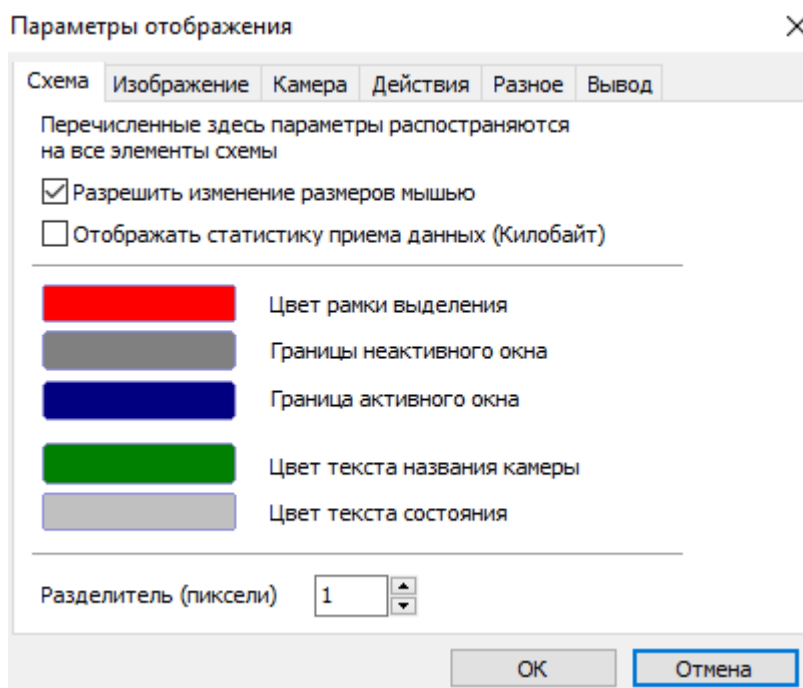 Параметры отображения
Схема Изображение Камера Действия Разное Вывод
Перечисленные здесь параметры распостраняются
на все элементы схемы
Разрешить изменение размеров мышью
Отображать статистику приема данных (Килобайт)
Цвет рамки выделения
Границы неактивного окна
Граница активного окна
Цвет текста названия камеры
Цвет текста состояния
Разделитель (пиксели) 1
ОК Отмена